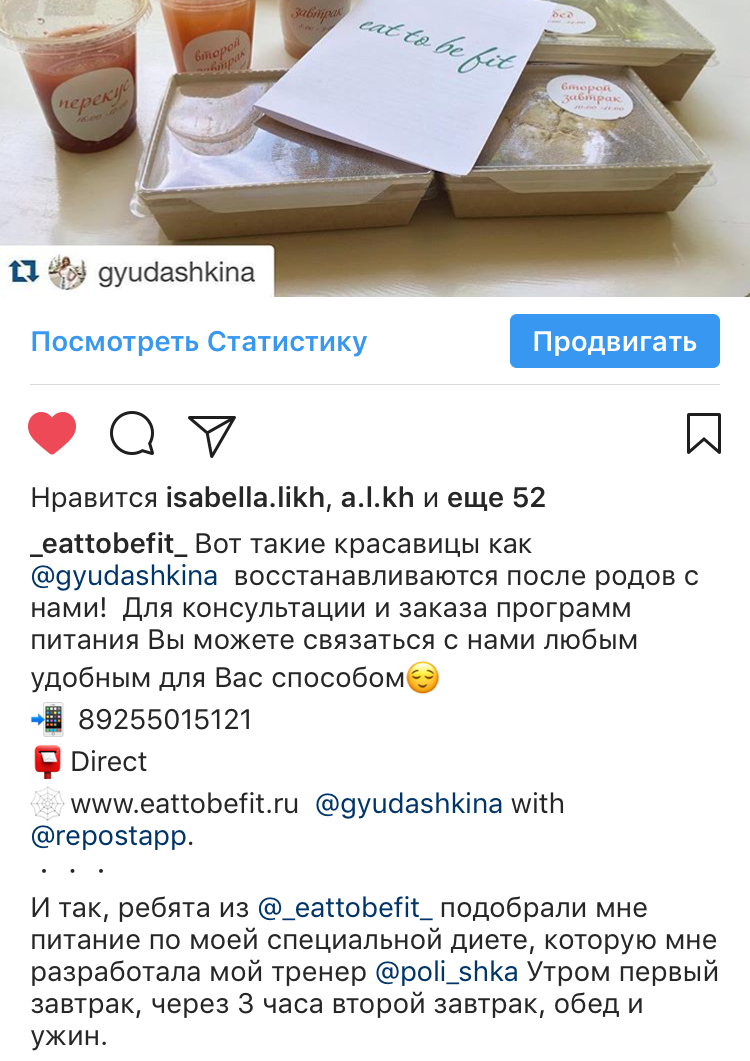 завтрак
второй
завтрак
eat to be fit
второй
завтрак
перекус
gyudashkina
Посмотреть Статистику
Продвигать
Нравится isabella.likh, a.l.kh и еще 52
_eattobefit_ Вот такие красавицы как
@gyudashkina восстанавливаются после родов с
нами! Для консультации и заказа программ
питания Вы можете связаться с нами любым
удобным для Вас способом😌
📲 89255015121
📮 Direct
🕸 www.eattobefit.ru @gyudashkina with
@repostapp.
· · ·
И так, ребята из @_eattobefit_ подобрали мне
питание по моей специальной диете, которую мне
разработала мой тренер @poli_shka Утром первый
завтрак, через 3 часа второй завтрак, обед и
ужин.